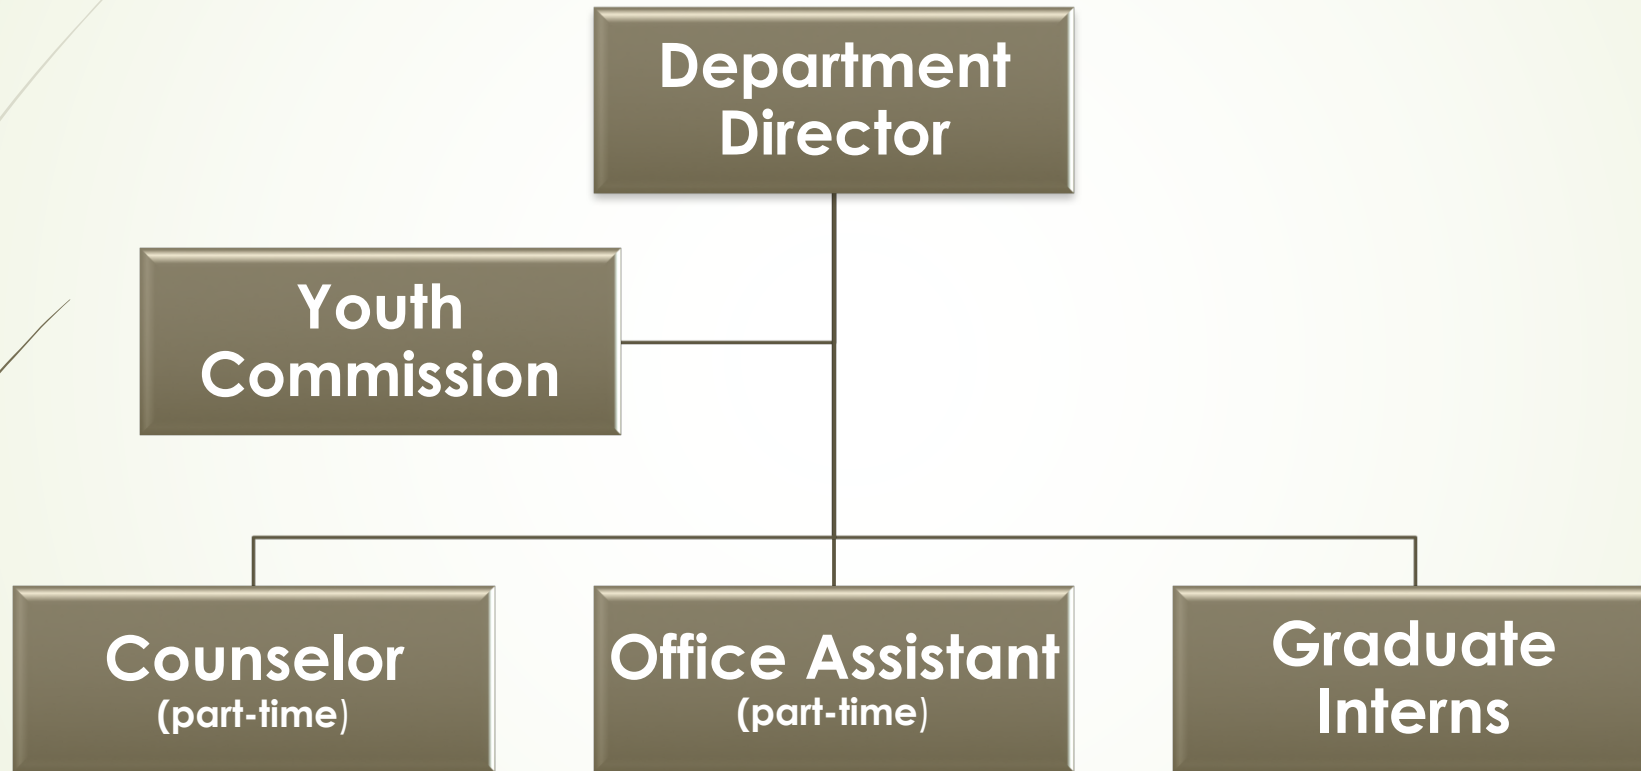 Department
Director
Youth
Commission
Counselor
(part-time)
Office Assistant
(part-time)
Graduate
Interns